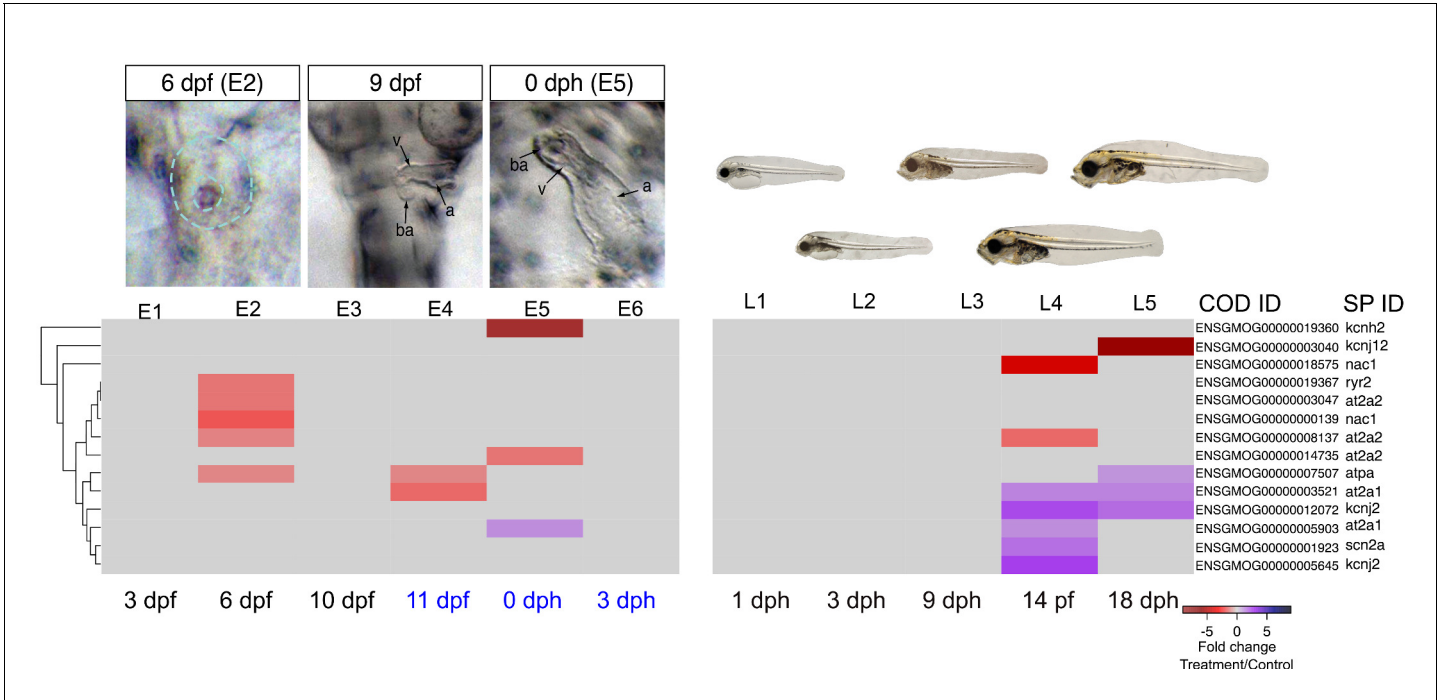 6 dpf (E2) 9 dpf 0 dph (E5)
v
ba
a
ba
v
a
E1 E2 E3 E4 E5 E6 L1 L2 L3 L4 L5 COD ID SP ID
ENSGMOG00000019360 kcnh2
ENSGMOG00000003040 kcnj12
ENSGMOG00000018575 nac1
ENSGMOG00000019367 ryr2
ENSGMOG00000003047 at2a2
ENSGMOG00000000139 nac1
ENSGMOG00000008137 at2a2
ENSGMOG00000014735 at2a2
ENSGMOG00000007507 atpa
ENSGMOG00000003521 at2a1
ENSGMOG00000012072 kcnj2
ENSGMOG00000005903 at2a1
ENSGMOG00000001923 scn2a
ENSGMOG00000005645 kcnj2
3 dpf 6 dpf 10 dpf 11 dpf 0 dph 3 dph 1 dph 3 dph 9 dph 14 pf 18 dph
-5 0 5
Fold change
Treatment/Control